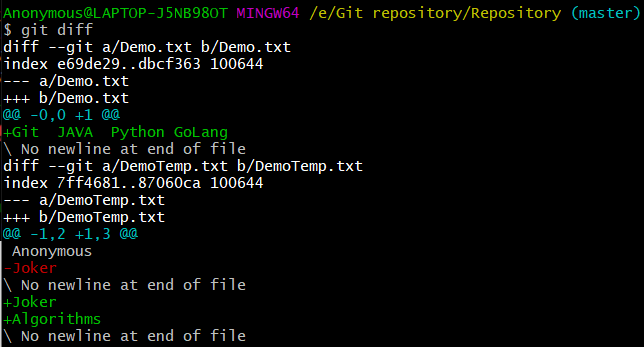 Anonymous@LAPTOP-J5NB98OT MINGW64 /e/Git repository/Repository (master)
$ git diff
diff --git a/Demo.txt b/Demo.txt
index e69de29..dbcf363 100644
--- a/Demo.txt
+++ b/Demo.txt
@@ -0,0 +1 @@
+Git  JAVA  Python GoLang
\ No newline at end of file
diff --git a/DemoTemp.txt b/DemoTemp.txt
index 7ff4681..87060ca 100644
--- a/DemoTemp.txt
+++ b/DemoTemp.txt
@@ -1,2 +1,3 @@
 Anonymous
-Joker
\ No newline at end of file
+Joker
+Algorithms
\ No newline at end of file